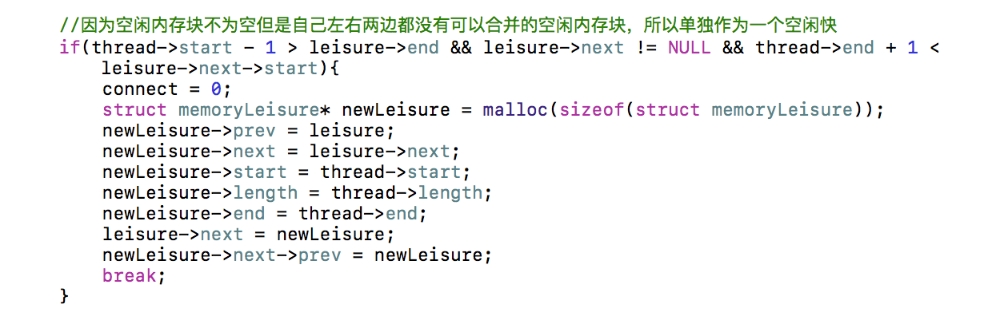 //因为空闲内存块不为空但是自己左右两边都没有可以合并的空闲内存块，所以单独作为一个空闲快
if(thread->start - 1 > leisure->end && leisure->next != NULL && thread->end + 1 <
leisure->next->start){
connect = 0;
struct memoryLeisure* newLeisure = malloc(sizeof(struct memoryLeisure));
newLeisure->prev = leisure;
newLeisure->next = leisure->next;
newLeisure->start = thread->start;
newLeisure->length = thread->length;
newLeisure->end = thread->end;
leisure->next = newLeisure;
newLeisure->next->prev = newLeisure;
break;
}